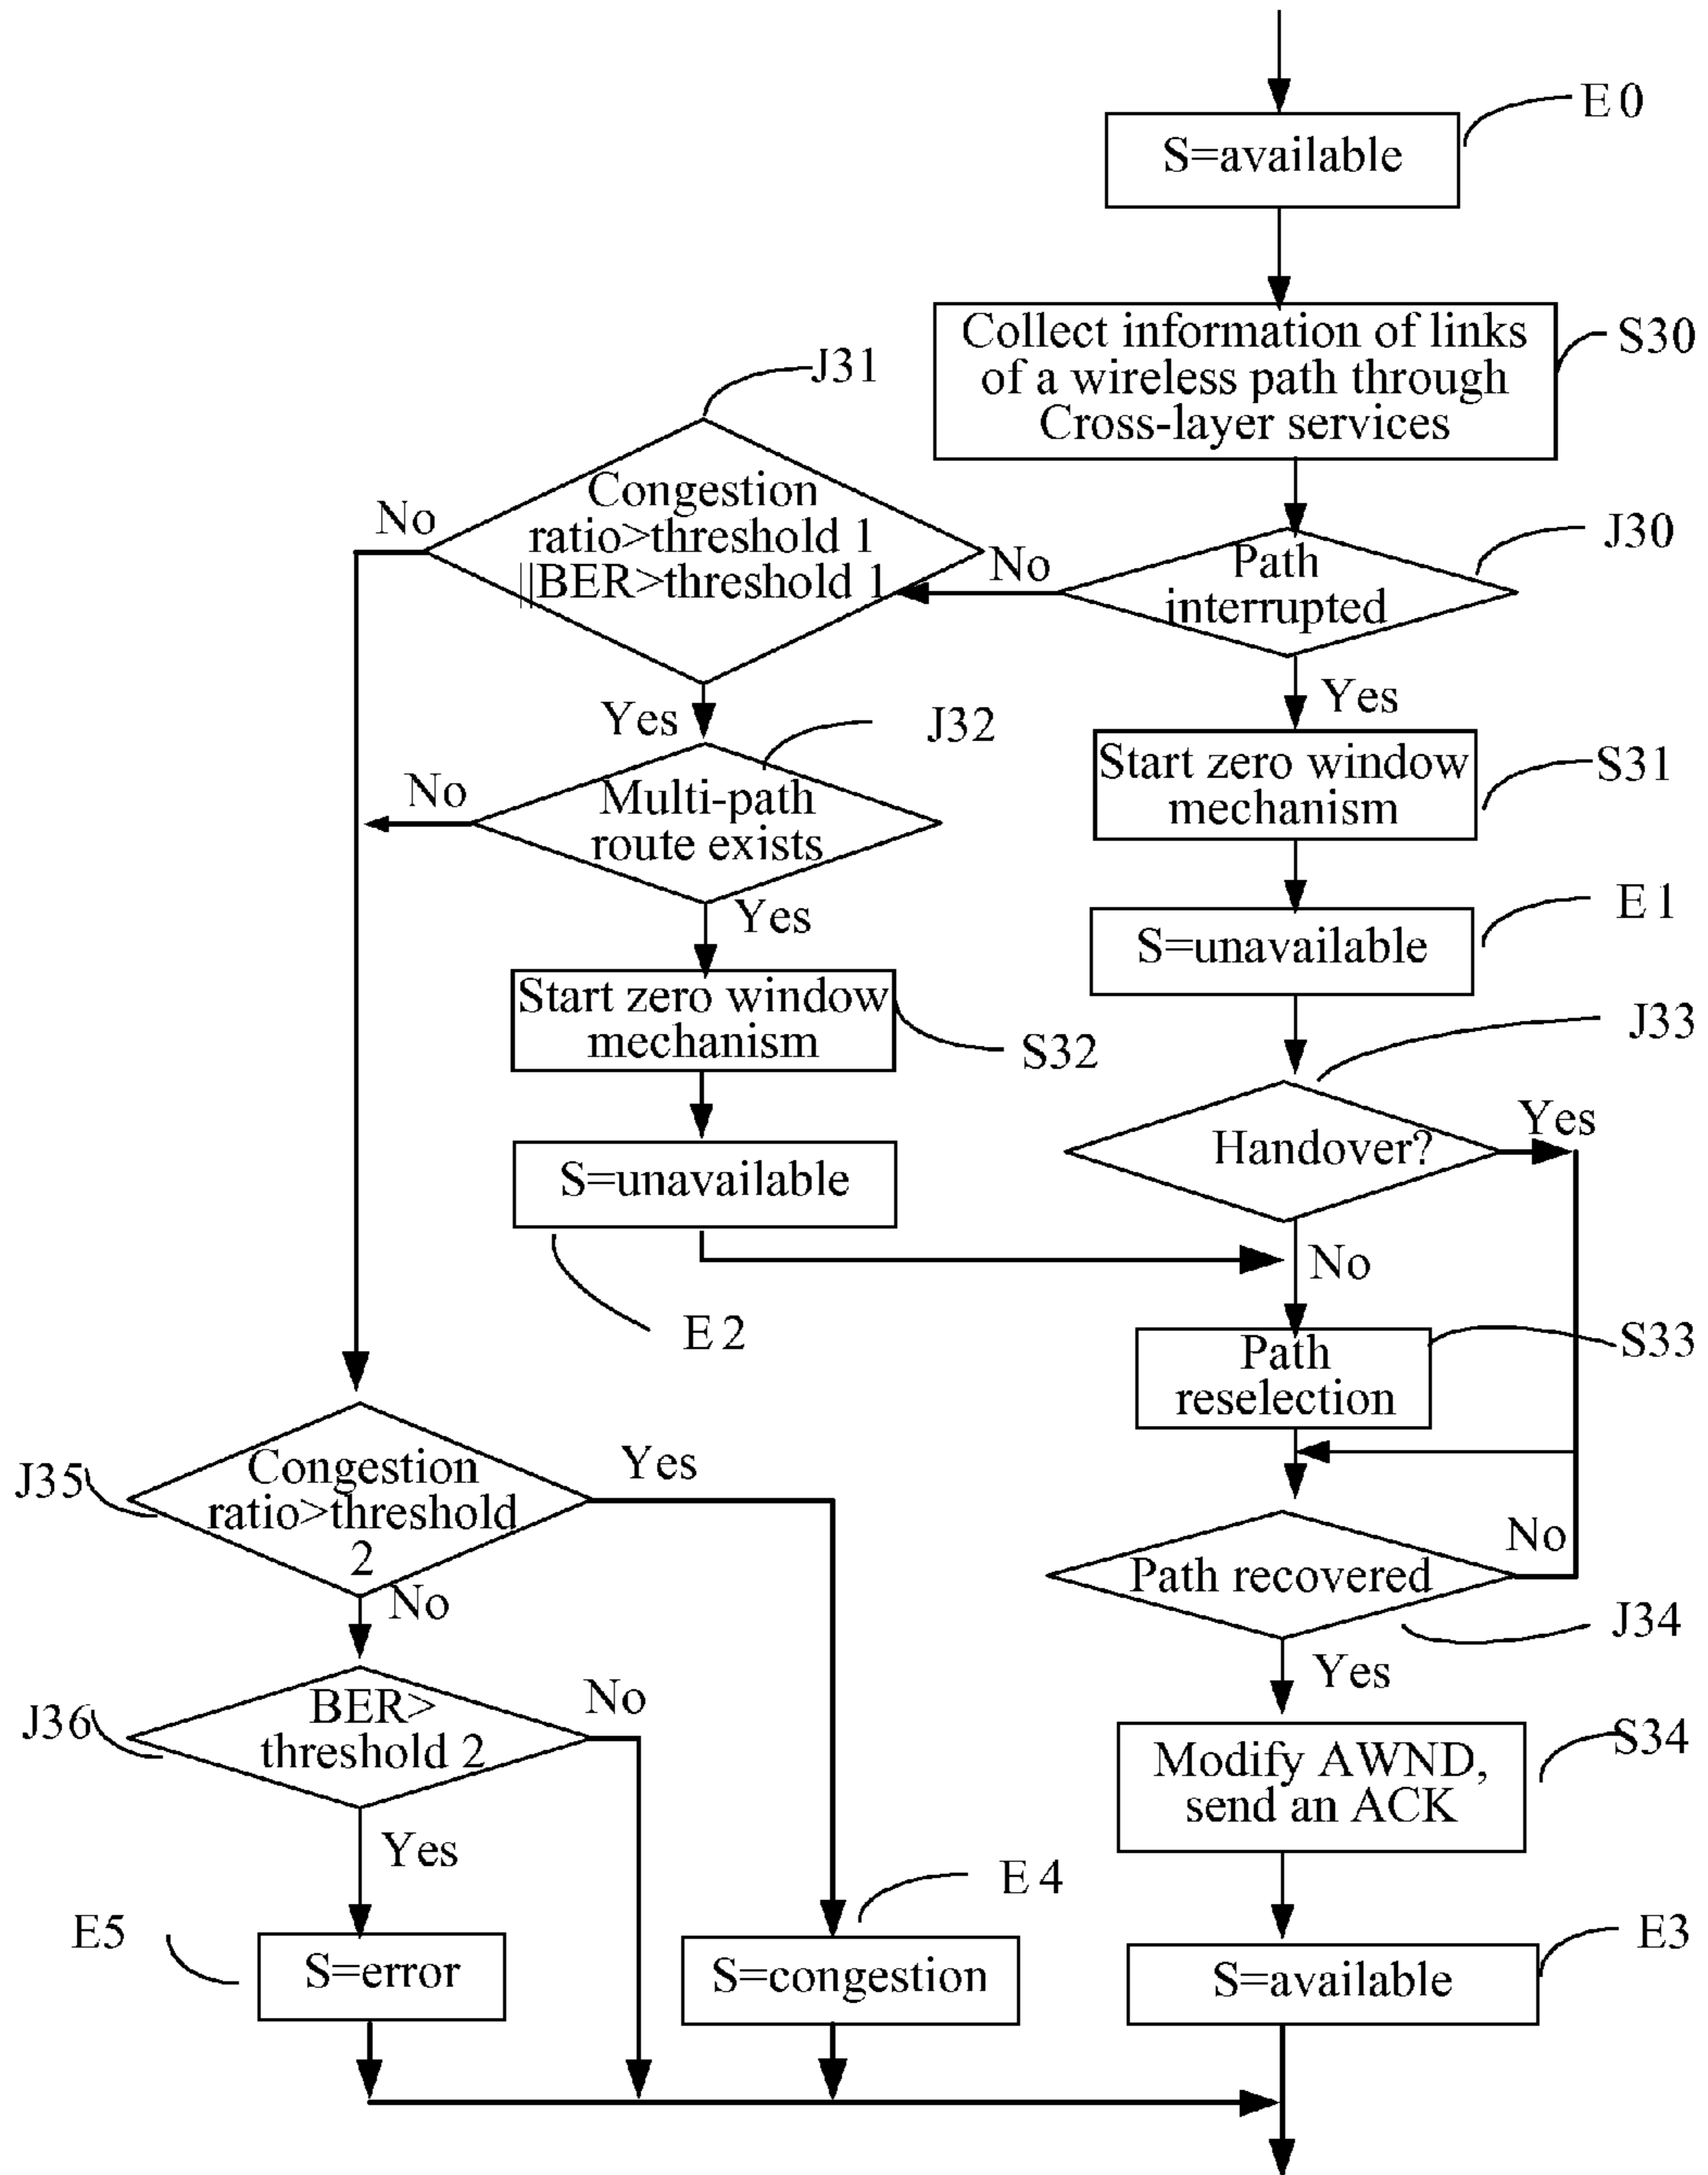 E0
S=available
Collect information of links
of a wireless path through
Cross-layer services
S30
J31
Congestion
ratio>threshold 1
||BER>threshold 1
No
No
Path
interrupted
J30
Yes
Yes
J32
Multi-path
route exists
No
Start zero window
mechanism
S31
Yes
S=unavailable
E1
Start zero window
mechanism
S32
J33
Handover?
Yes
S=unavailable
E2
No
Path
reselection
S33
J35
Congestion
ratio>threshold
2
Yes
No
Path recovered
No
J34
Yes
J36
BER>
threshold 2
No
Yes
Modify AWND,
send an ACK
S34
E5
S=error
E4
S=congestion
E3
S=available